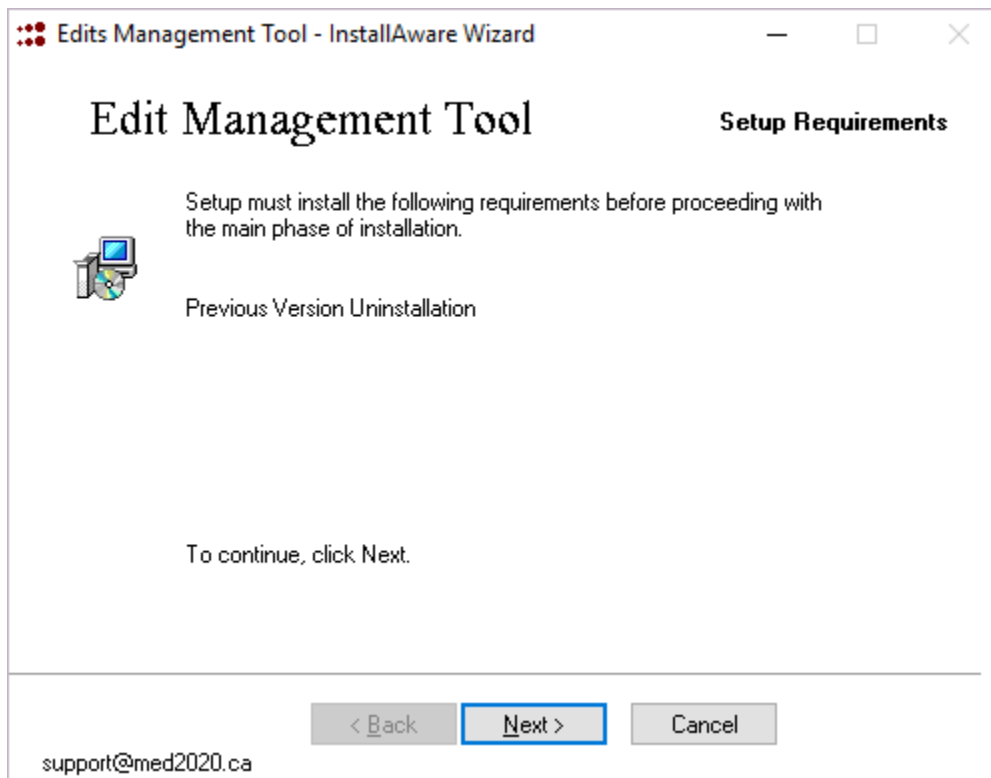 Edits Management Tool - InstallAware Wizard
Edit Management Tool
Setup Requirements
Setup must install the following requirements before proceeding with
the main phase of installation.
Previous Version Uninstallation
To continue, click Next.
< Back
Next >
Cancel
support@med2020.ca